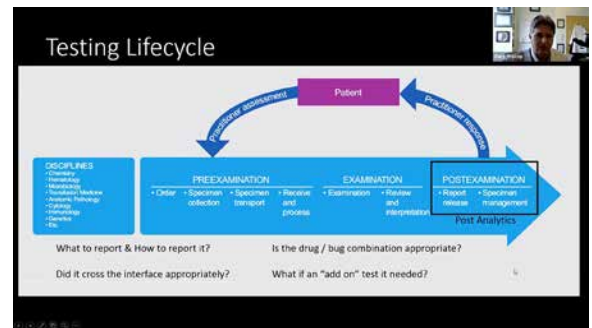 Testing Lifecycle
Patient
Practitioner assessment
Practitioner response
DISCIPLINES
• Chemistry
• Hematology
• Microbiology
• Transfusion Medicine
• Anatomic Pathology
• Cytology
• Immunology
• Genetics
• Etc.
PREEXAMINATION
• Order • Specimen collection • Specimen transport • Receive and process
EXAMINATION
• Examination • Review and interpretation
POSTEXAMINATION
• Report release • Specimen management
Post Analytics
What to report & How to report it?
Is the drug / bug combination appropriate?
Did it cross the interface appropriately?
What if an “add on” test it needed?